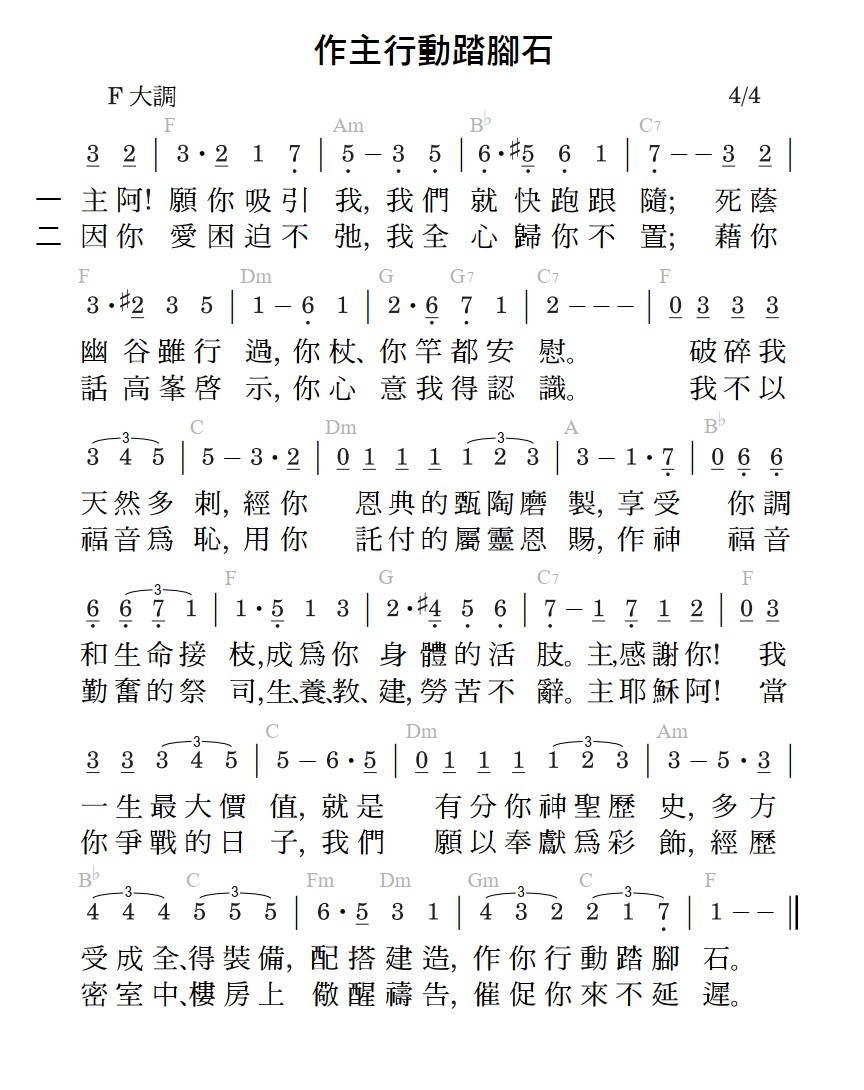 作主行動踏腳石
F 大調 4/4
F Am B♭ C7
3 2 | 3 • 2 1 7 | 5 – 3 5 | 6 • ♯5 6 1 | 7 – – 3 2 |
一 主阿! 願你吸引 我, 我們 就快跑跟 隨; 死蔭
二 因你 愛困迫不 弛, 我全 心歸你不 置; 藉你
F Dm G G7 C7 F
3 • ♯2 3 5 | 1 – 6 1 | 2 • 6 7 1 | 2 – – – | 0 3 3 3
幽谷雖行 過, 你杖、你竿都安 慰。 破碎我
話高峯啓 示, 你心 意我得認 識。 我不以
C Dm A B♭
3 4 5 | 5 – 3 • 2 | 0 1 1 1 1 2 3 | 3 – 1 • 7 | 0 6 6
3 3
天然多 刺, 經你 恩典的甄陶磨 製, 享受 你調
福音爲 恥, 用你 託付的屬靈恩 賜, 作神 福音
F G C7 F
6 6 7 1 | 1 • 5 1 3 | 2 • ♯4 5 6 | 7 – 1 7 1 2 | 0 3
3
和生命接 枝,成爲你 身體的活 肢。主,感謝你! 我
勤奮的祭 司,生、養、教、建,勞苦不 辭。主耶穌阿! 當
C Dm Am
3 3 3 4 5 | 5 – 6 • 5 | 0 1 1 1 1 2 3 | 3 – 5 • 3 |
3 3
一生最大價 值, 就是 有分你神聖歷 史, 多方
你爭戰的日 子, 我們 願以奉獻爲彩 飾, 經歷
B♭ C Fm Dm Gm C F
4 4 4 5 5 5 | 6 • 5 3 1 | 4 3 2 2 1 7 | 1 – – ‖
3 3 3 3
受成全、得裝備, 配搭建造, 作你行動踏腳 石。
密室中、樓房上 儆醒禱告, 催促你來不延 遲。